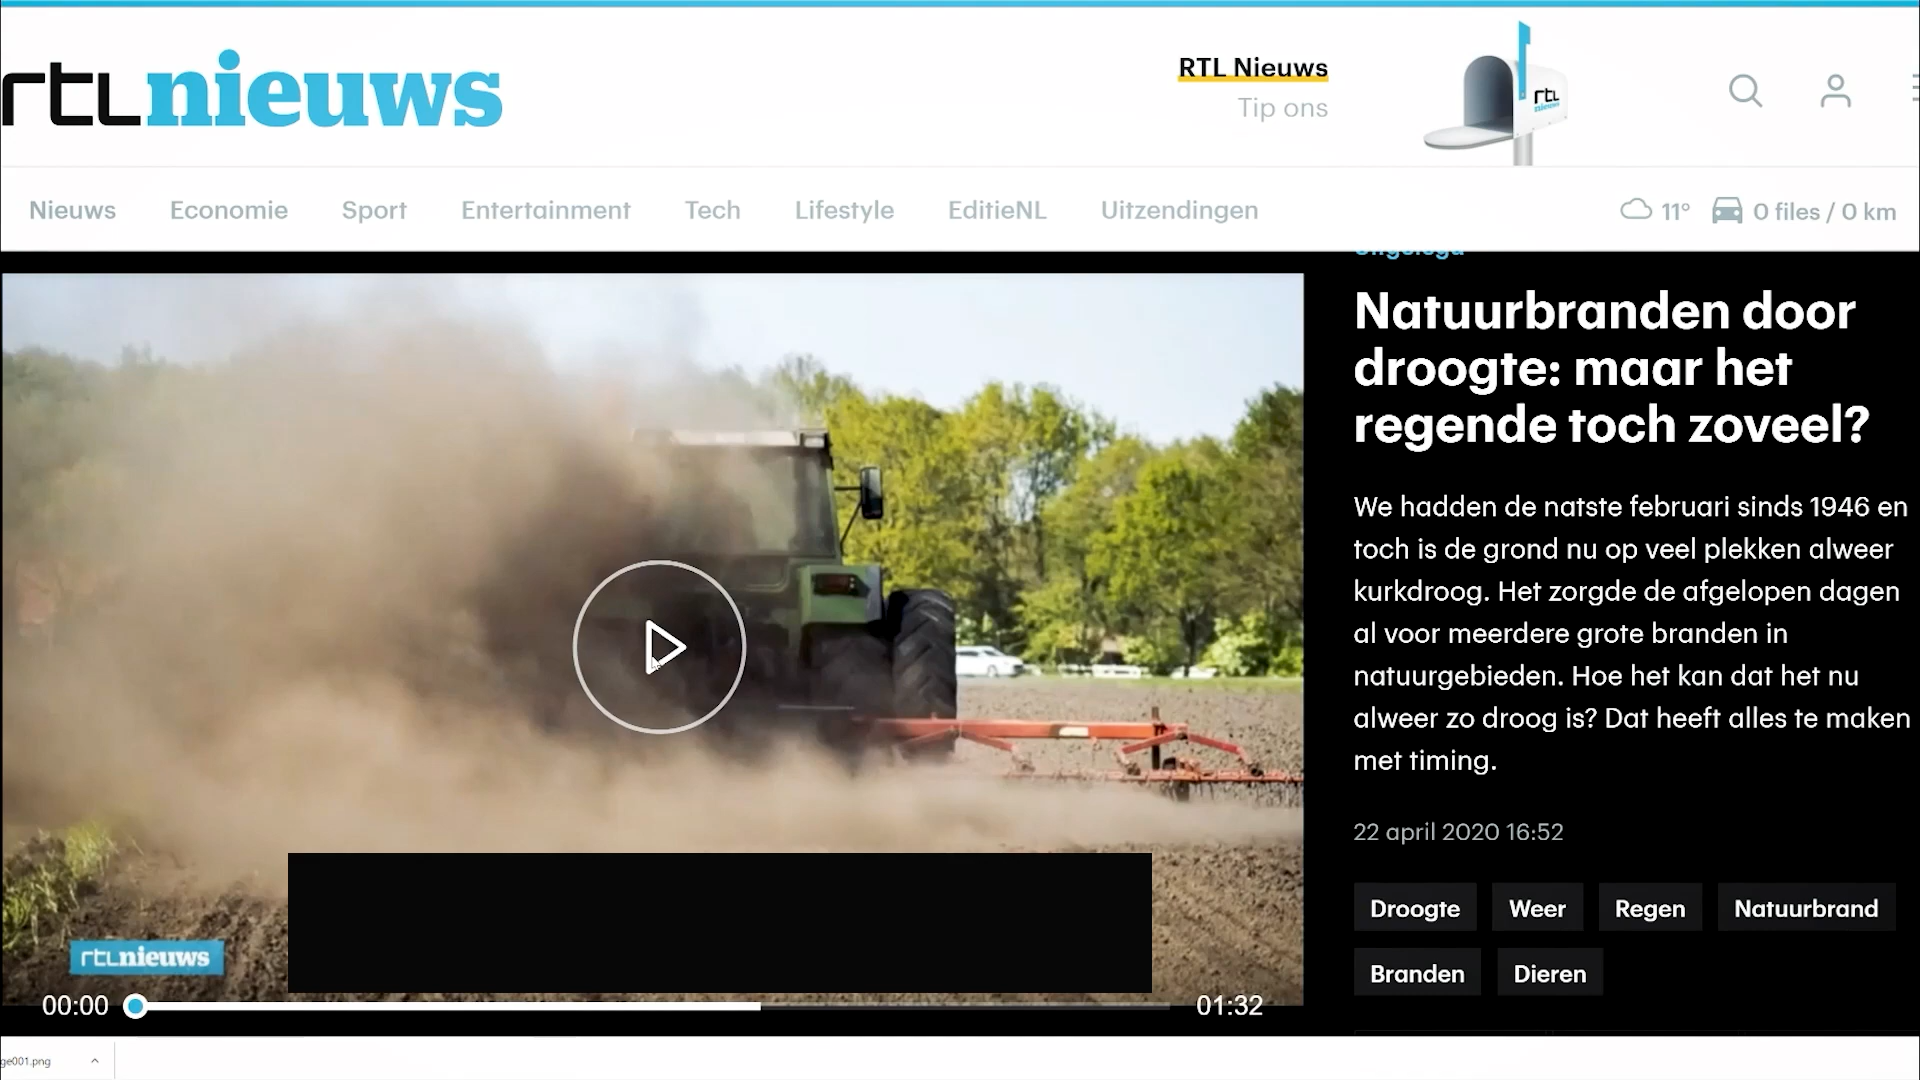 rtlnieuws
RTL Nieuws
Tip ons
rtl
nieuws
Nieuws Economie Sport Entertainment Tech Lifestyle EditieNL Uitzendingen 11° 0 files / 0 km
Natuurbranden door
droogte: maar het
regende toch zoveel?
We hadden de natste februari sinds 1946 en
toch is de grond nu op veel plekken alweer
kurkdroog. Het zorgde de afgelopen dagen
al voor meerdere grote branden in
natuurgebieden. Hoe het kan dat het nu
alweer zo droog is? Dat heeft alles te maken
met timing.
22 april 2020 16:52
Droogte Weer Regen Natuurbrand
Branden Dieren
rtlnieuws
00:00 01:32
ge001.png